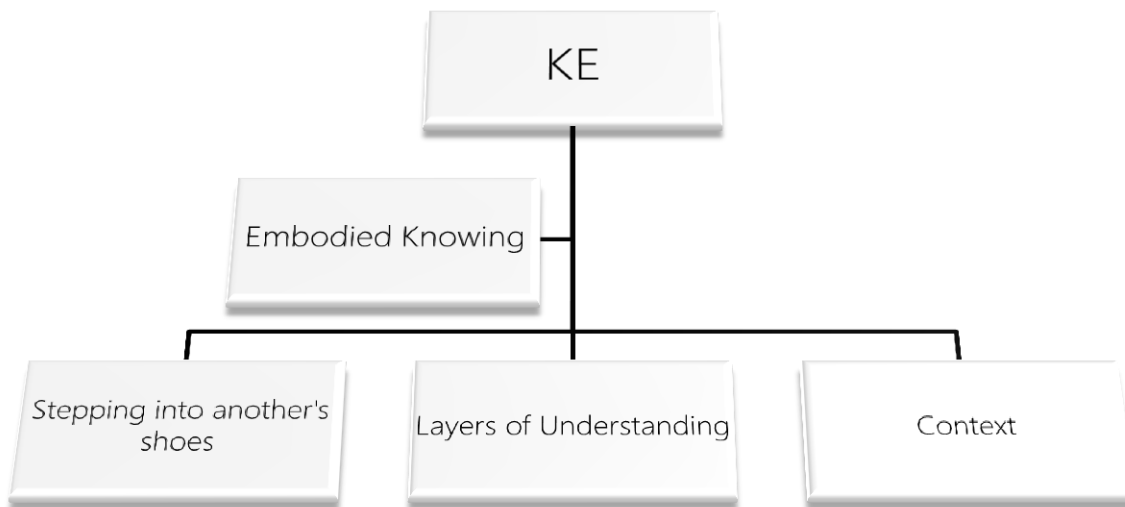 KE
Embodied Knowing
Stepping into another's
shoes
Layers of Understanding
Context